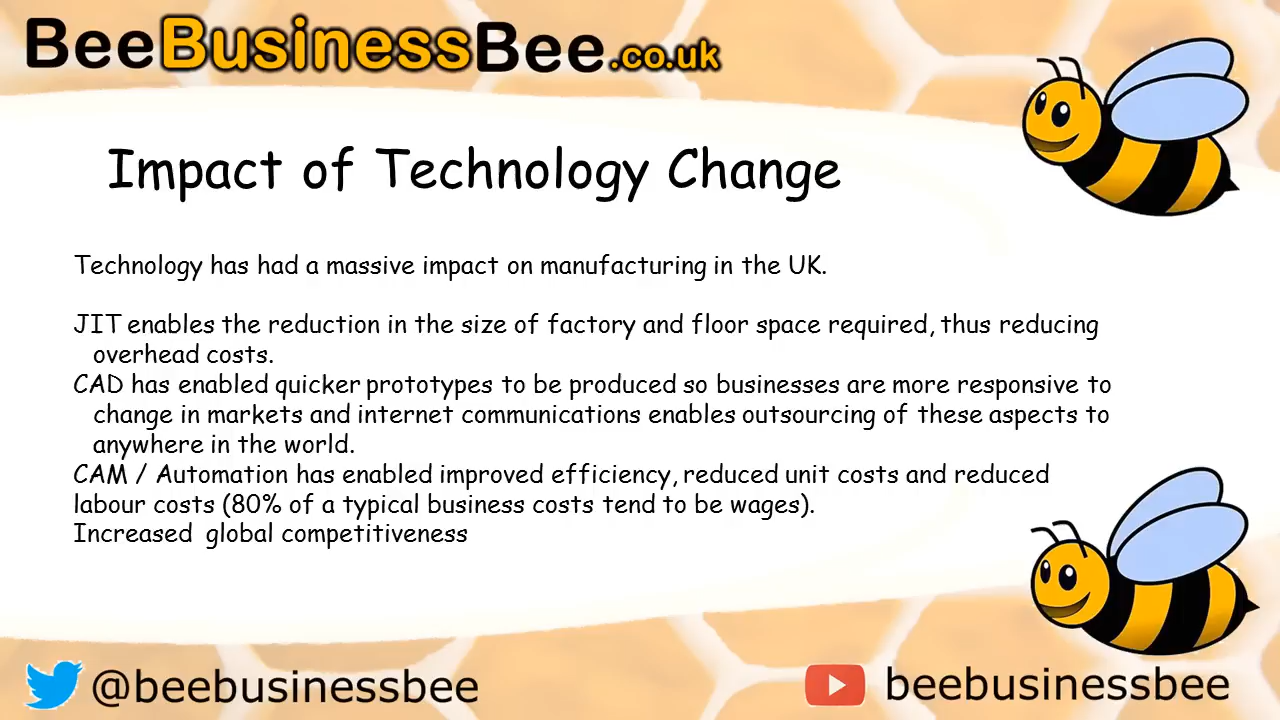 BeeBusinessBee.co.uk
Impact of Technology Change
Technology has had a massive impact on manufacturing in the UK.
JIT enables the reduction in the size of factory and floor space required, thus reducing
overhead costs.
CAD has enabled quicker prototypes to be produced so businesses are more responsive to
change in markets and internet communications enables outsourcing of these aspects to
anywhere in the world.
CAM / Automation has enabled improved efficiency, reduced unit costs and reduced
labour costs (80% of a typical business costs tend to be wages).
Increased global competitiveness
@beebusinessbee
beebusinessbee